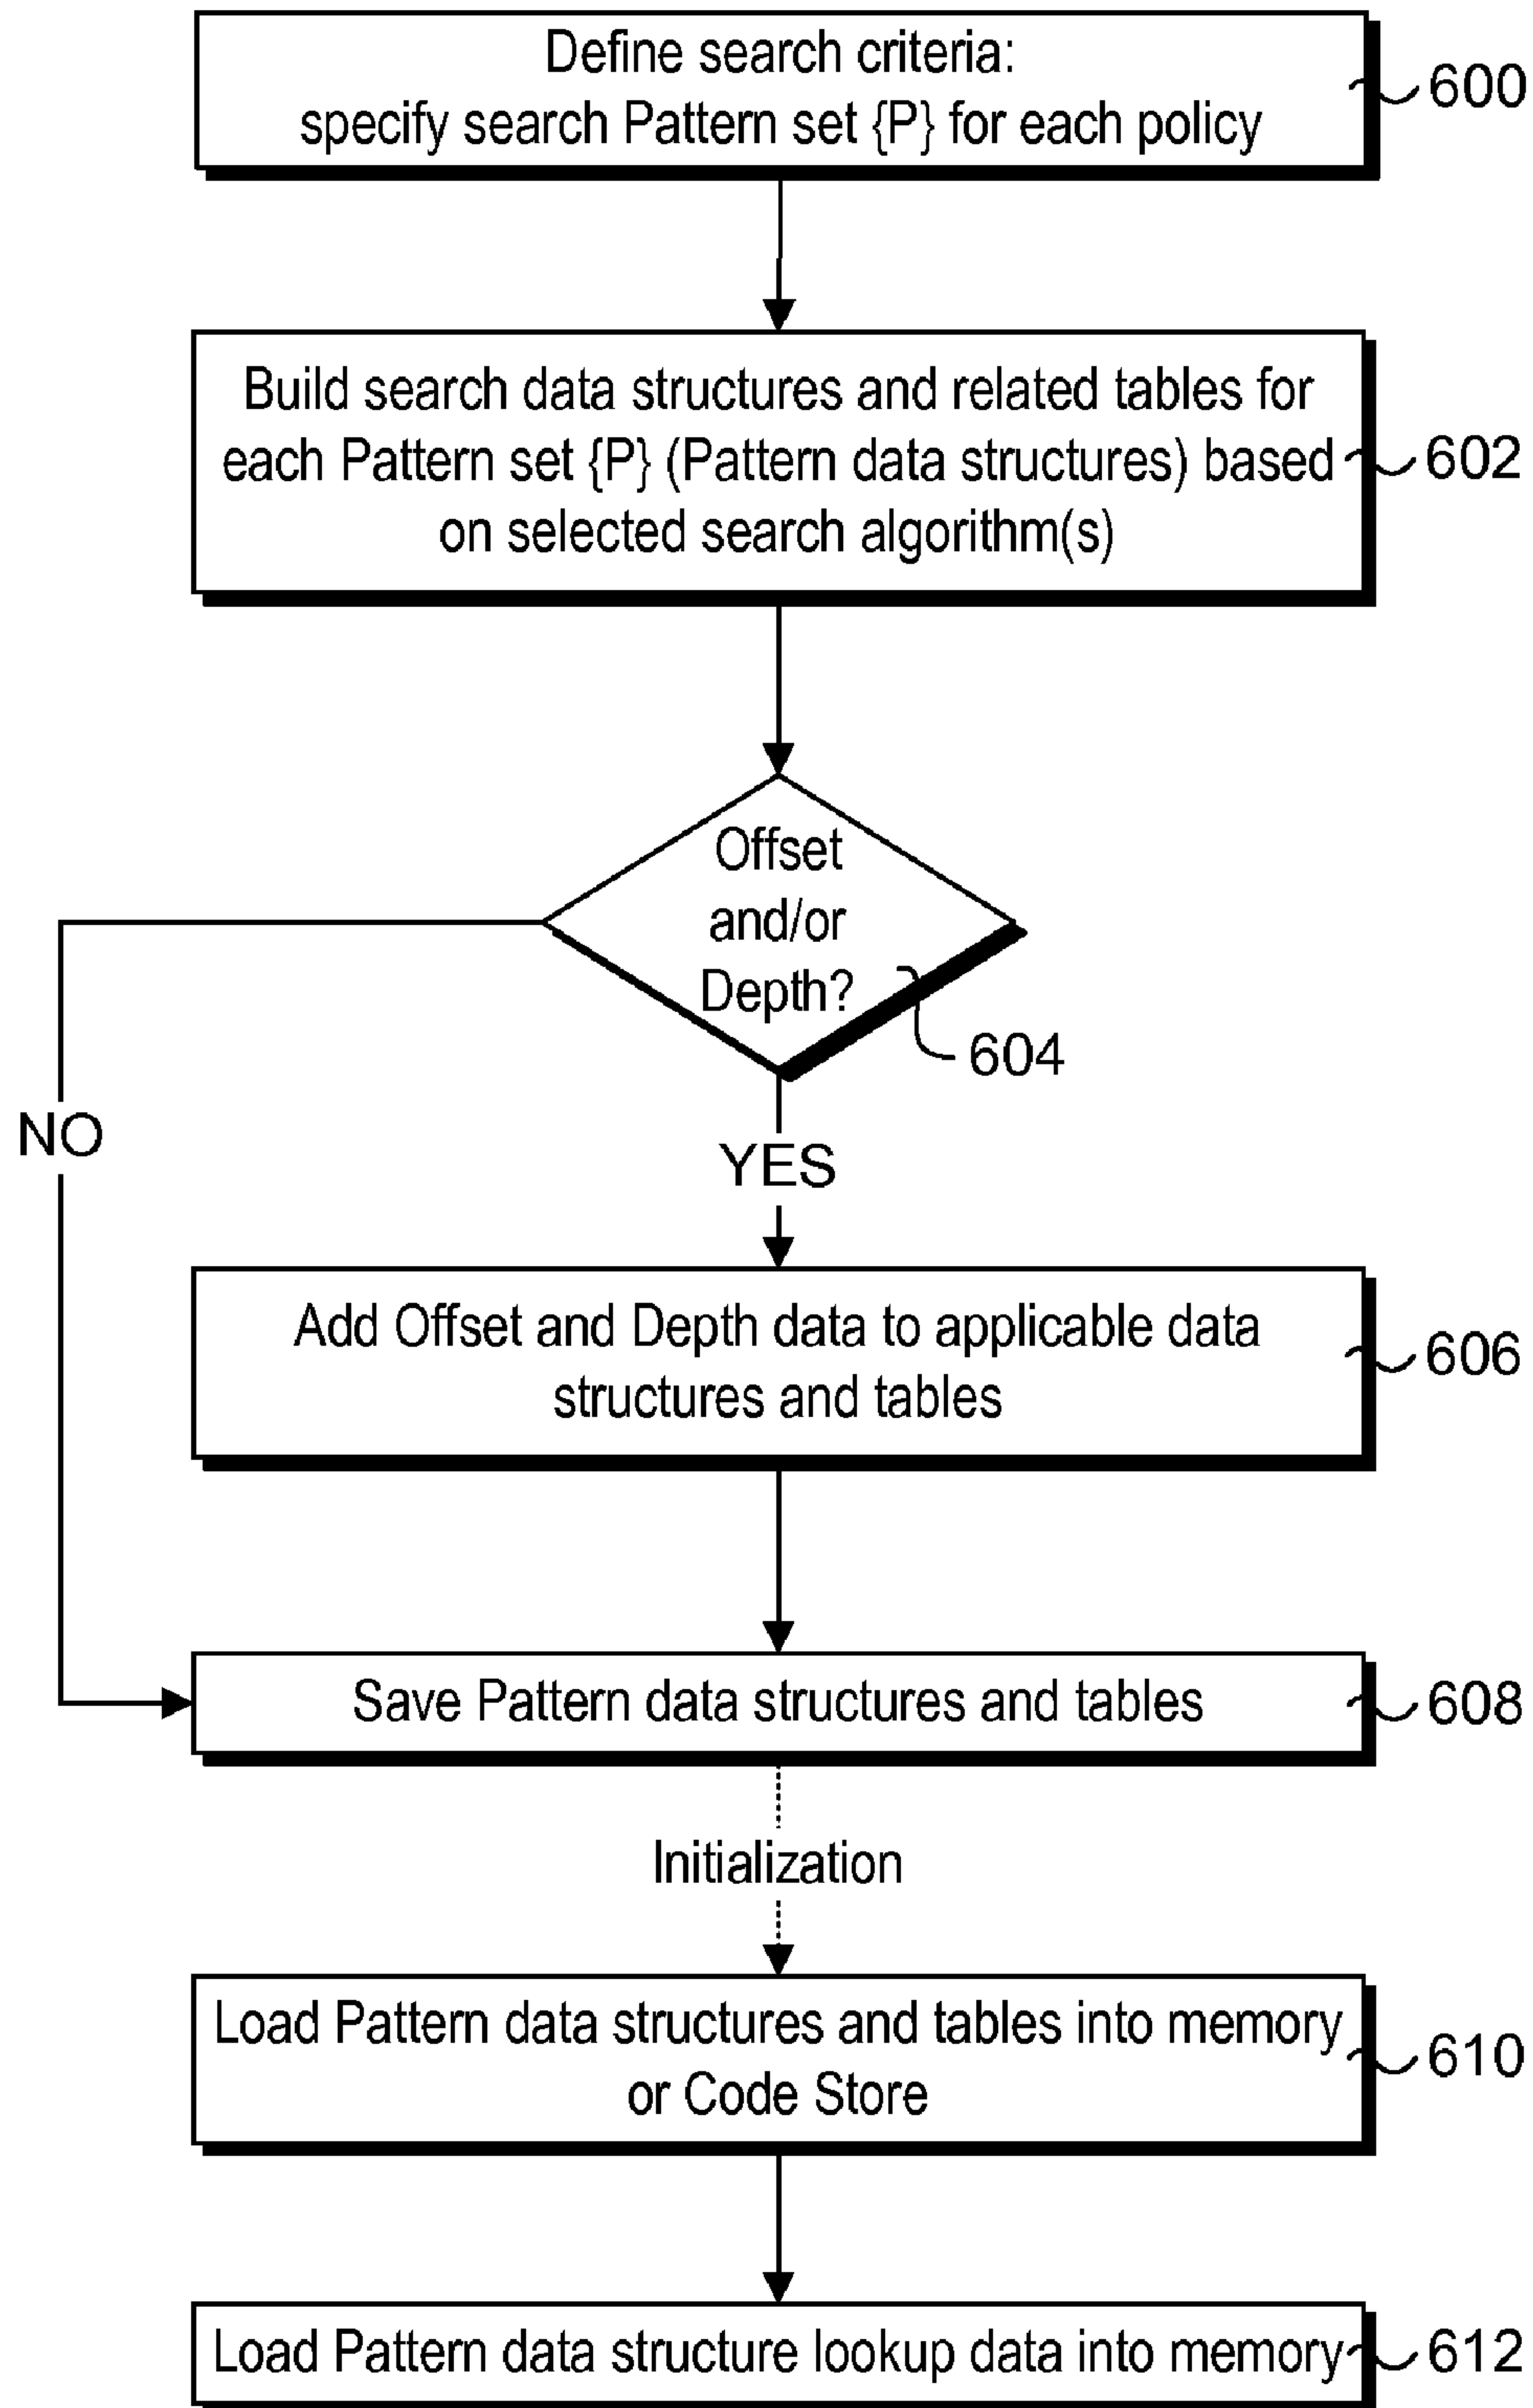 Define search criteria:
specify search Pattern set {P} for each policy
600
Build search data structures and related tables for
each Pattern set {P} (Pattern data structures) based
on selected search algorithm(s)
602
Offset
and/or
Depth?
604
NO
YES
Add Offset and Depth data to applicable data
structures and tables
606
Save Pattern data structures and tables
608
Initialization
Load Pattern data structures and tables into memory
or Code Store
610
Load Pattern data structure lookup data into memory
612